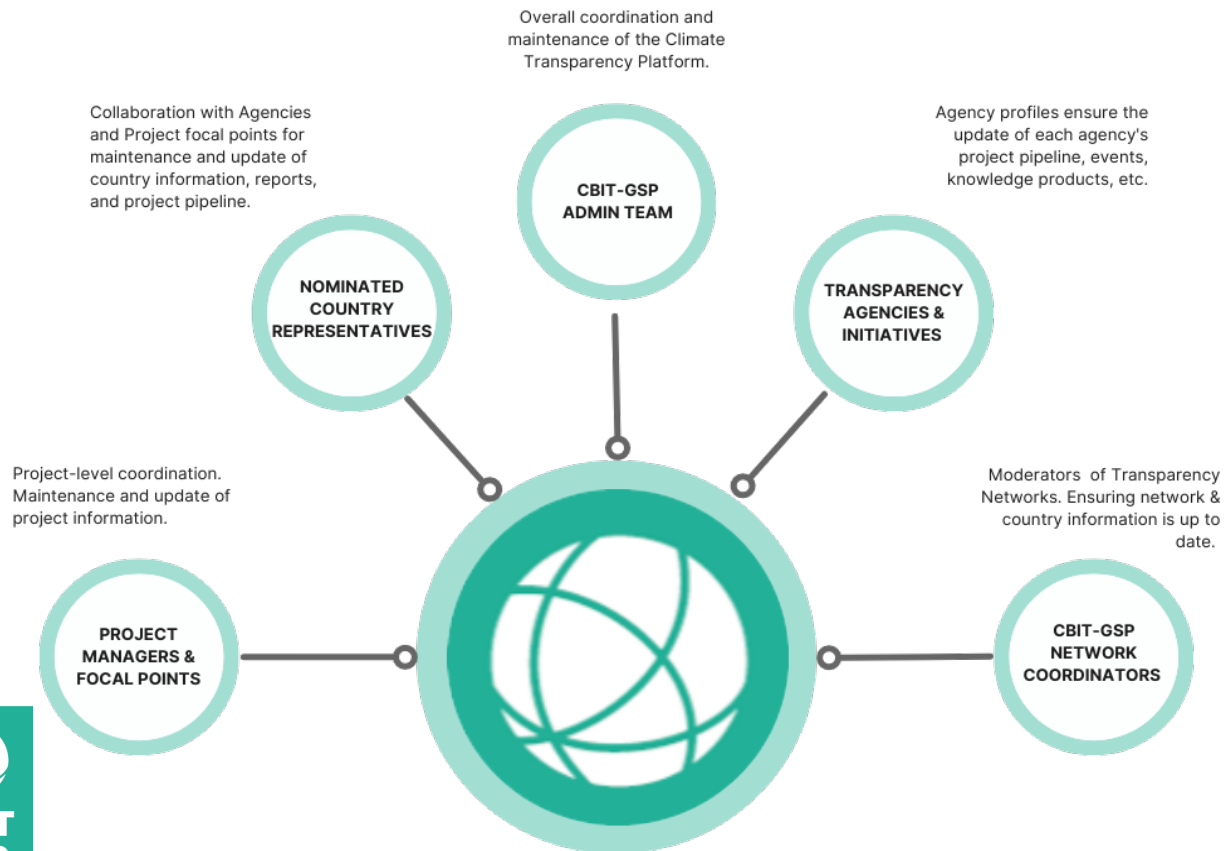 Overall coordination and
maintenance of the Climate
Transparency Platform.
Collaboration with Agencies
and Project focal points for
maintenance and update of
country information, reports,
and project pipeline.
Agency profiles ensure the
update of each agency's
project pipeline, events,
knowledge products, etc.
CBIT-GSP
ADMIN TEAM
NOMINATED
COUNTRY
REPRESENTATIVES
TRANSPARENCY
AGENCIES &
INITIATIVES
Project-level coordination.
Maintenance and update of
project information.
Moderators of Transparency
Networks. Ensuring network &
country information is up to
date.
PROJECT
MANAGERS &
FOCAL POINTS
CBIT-GSP
NETWORK
COORDINATORS